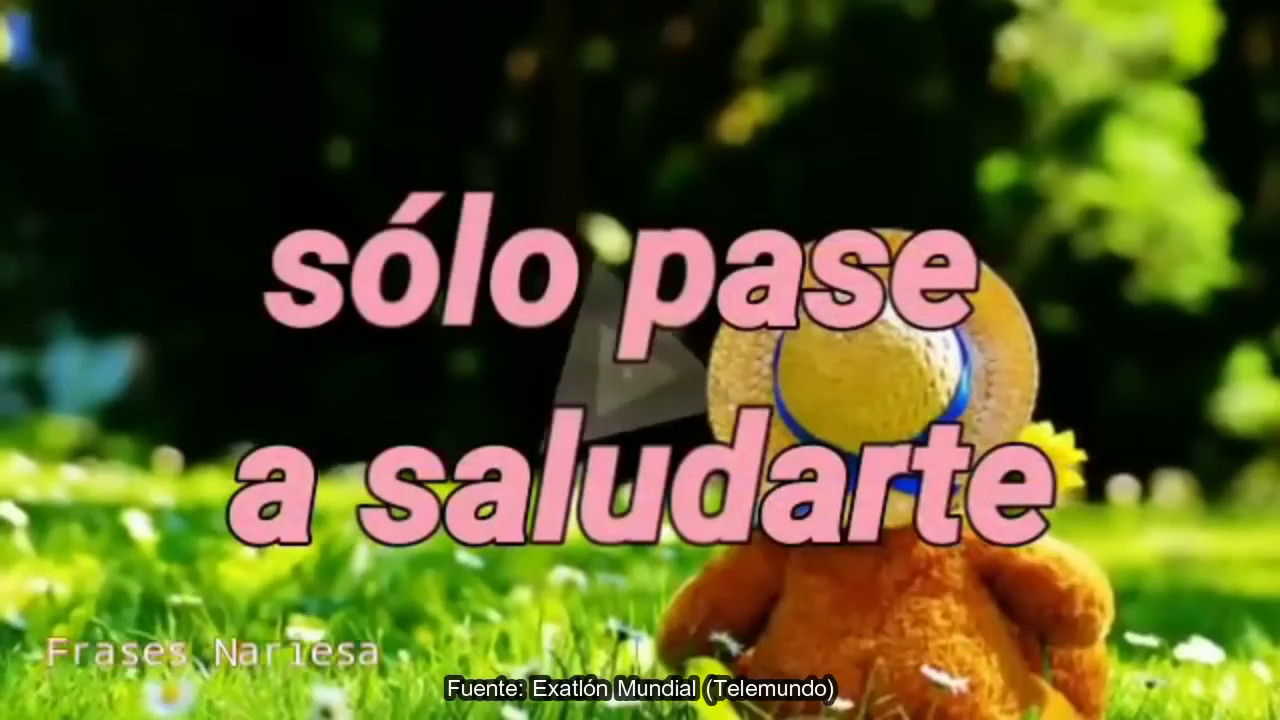 sólo pase
a saludarte
Frases Nariesa
Fuente: Exatlón Mundial (Telemundo)